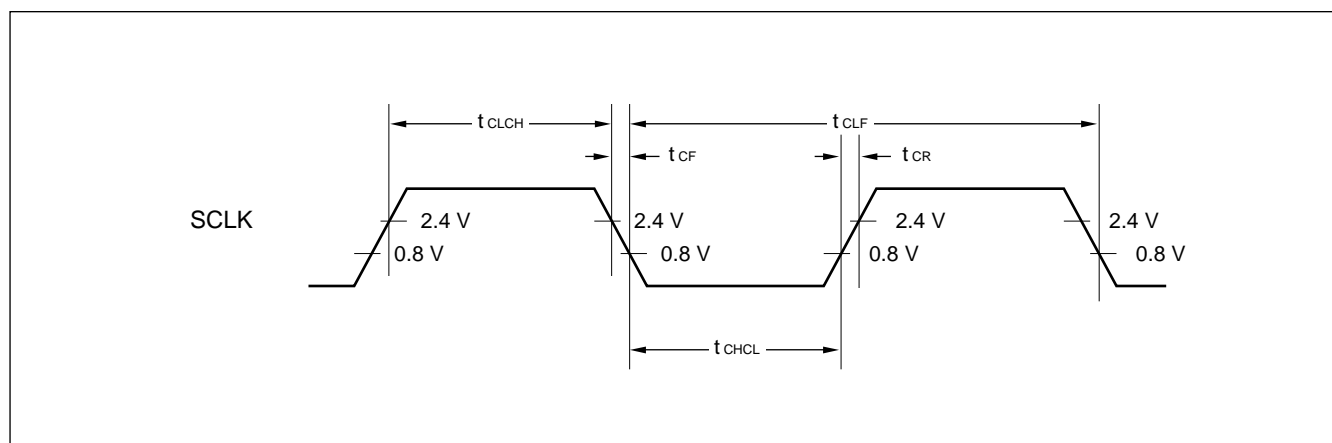 t CLCH
t CLF
t CF
t CR
SCLK
2.4 V
2.4 V
2.4 V
2.4 V
0.8 V
0.8 V
0.8 V
0.8 V
t CHCL